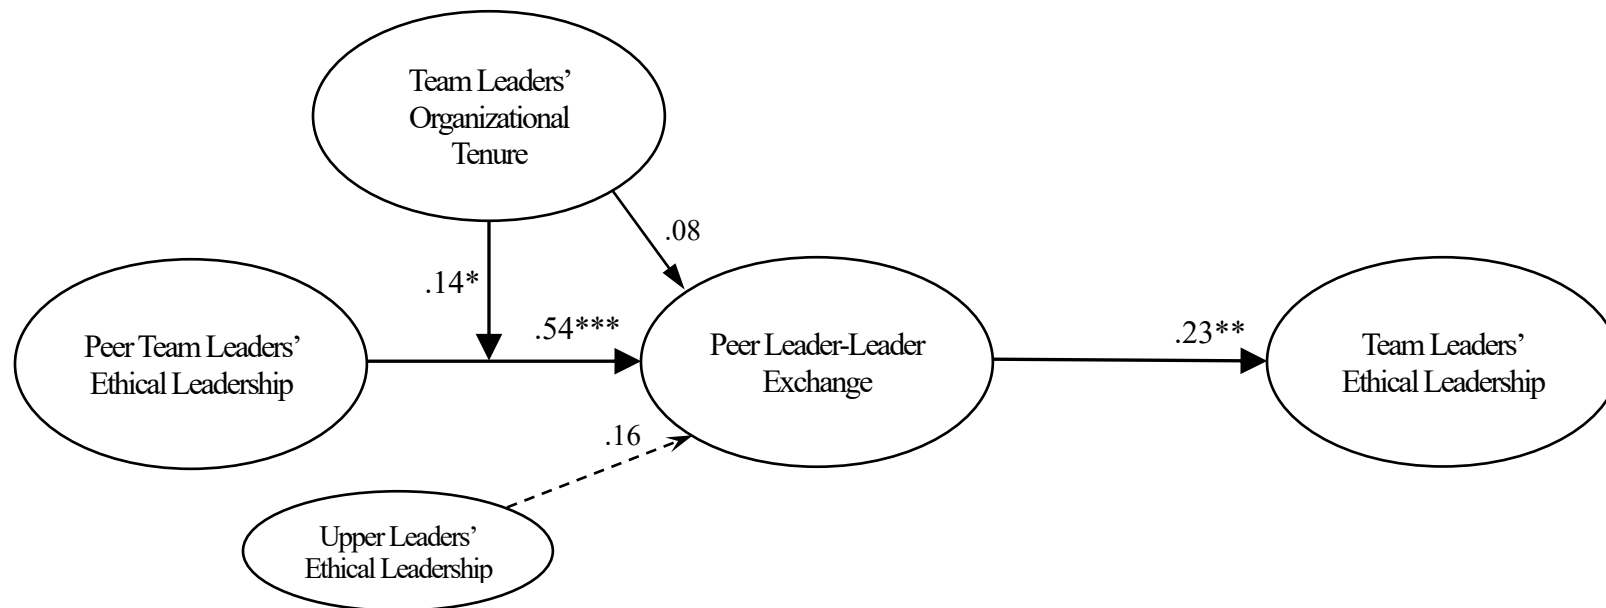 Team Leaders’
Organizational
Tenure
.08
.14*
.54***
Peer Team Leaders’
Ethical Leadership
Peer Leader-Leader
Exchange
.23**
Team Leaders’
Ethical Leadership
.16
Upper Leaders’
Ethical Leadership